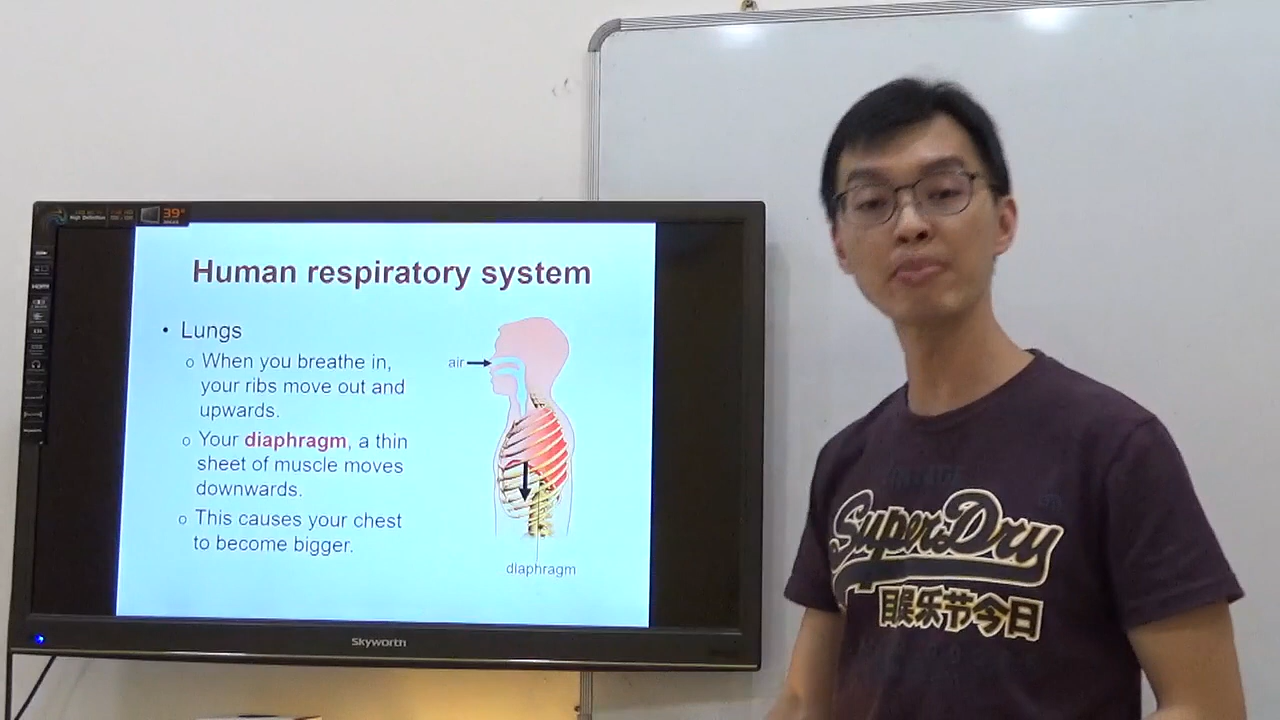 39"
Human respiratory system
• Lungs
o When you breathe in,
your ribs move out and
upwards.
o Your diaphragm, a thin
sheet of muscle moves
downwards.
o This causes your chest
to become bigger.
air
diaphragm
Skyworth
SuperDry
目娱乐节今日